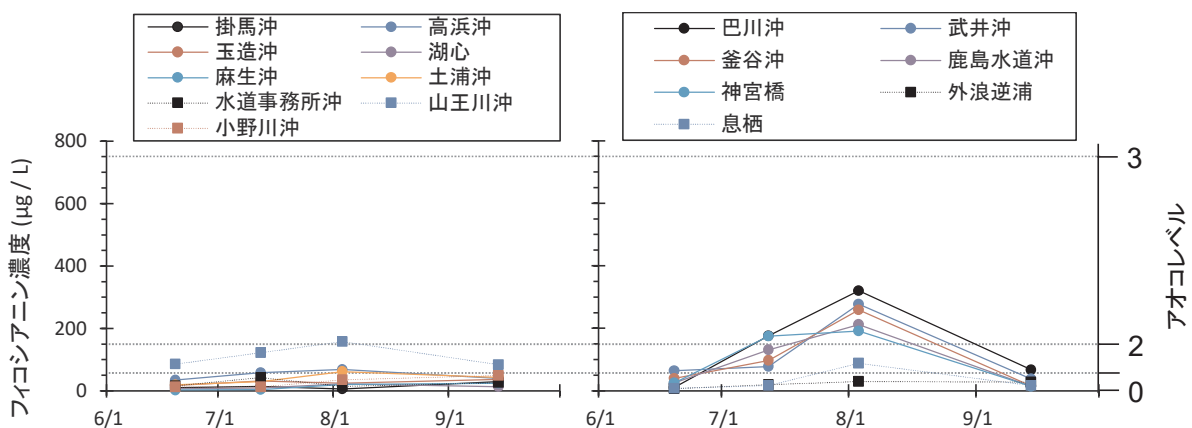 掛馬沖 高浜沖
玉造沖 湖心
麻生沖 土浦沖
水道事務所沖 山王川沖
小野川沖
フィコシアニン濃度 (μg / L)
800
600
400
200
0
6/1 7/1 8/1 9/1
巴川沖 武井沖
釜谷沖 鹿島水道沖
神宮橋 外浪逆浦
息栖
6/1 7/1 8/1 9/1
3
2
0
アオコレベル